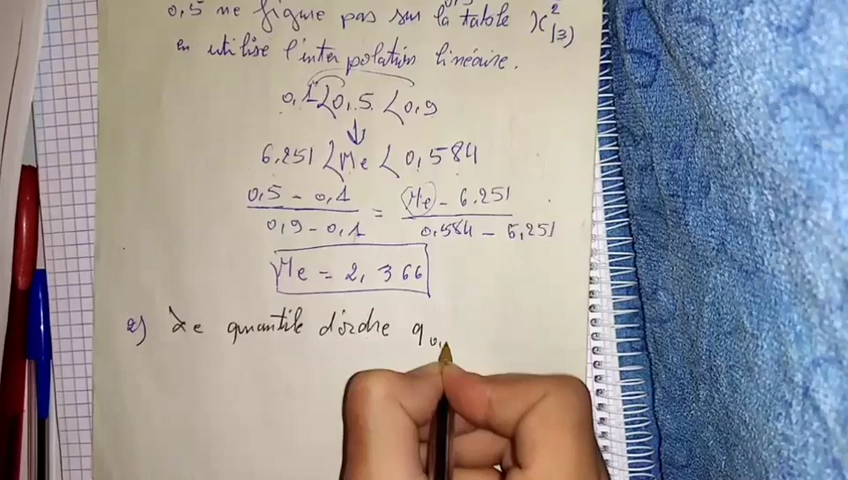 0,5 ne figure pas sur la table χ²(3)
on utilise l'interpolation linéaire.
0,1 < 0,5 < 0,9
↓
6.251 < Me < 0,584
0,5 - 0,1 / 0,9 - 0,1 = Me - 6.251 / 0,584 - 6,251
Me = 2,366
2) Le quantile d'ordre q0,